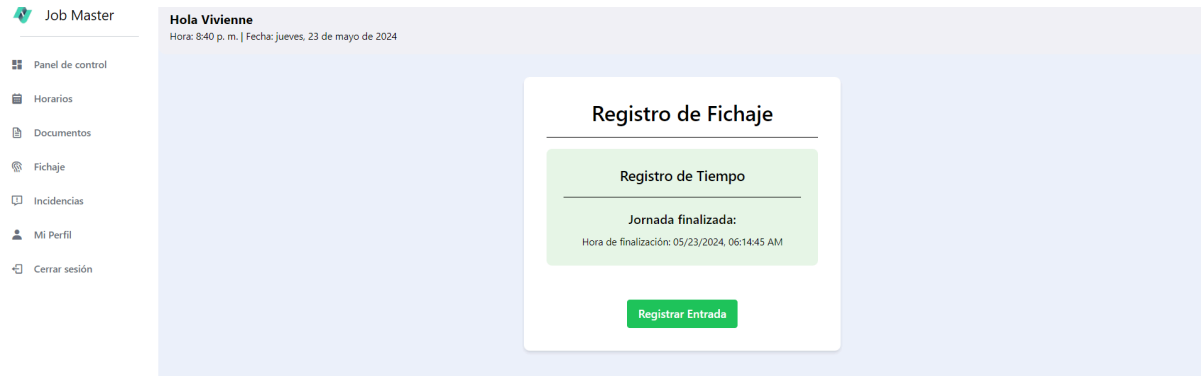 Job Master
Panel de control
Horarios
Documentos
Fichaje
Incidencias
Mi Perfil
Cerrar sesión
Hola Vivienne
Hora: 8:40 p. m. | Fecha: jueves, 23 de mayo de 2024
Registro de Fichaje
Registro de Tiempo
Jornada finalizada:
Hora de finalización: 05/23/2024, 06:14:45 AM
Registrar Entrada